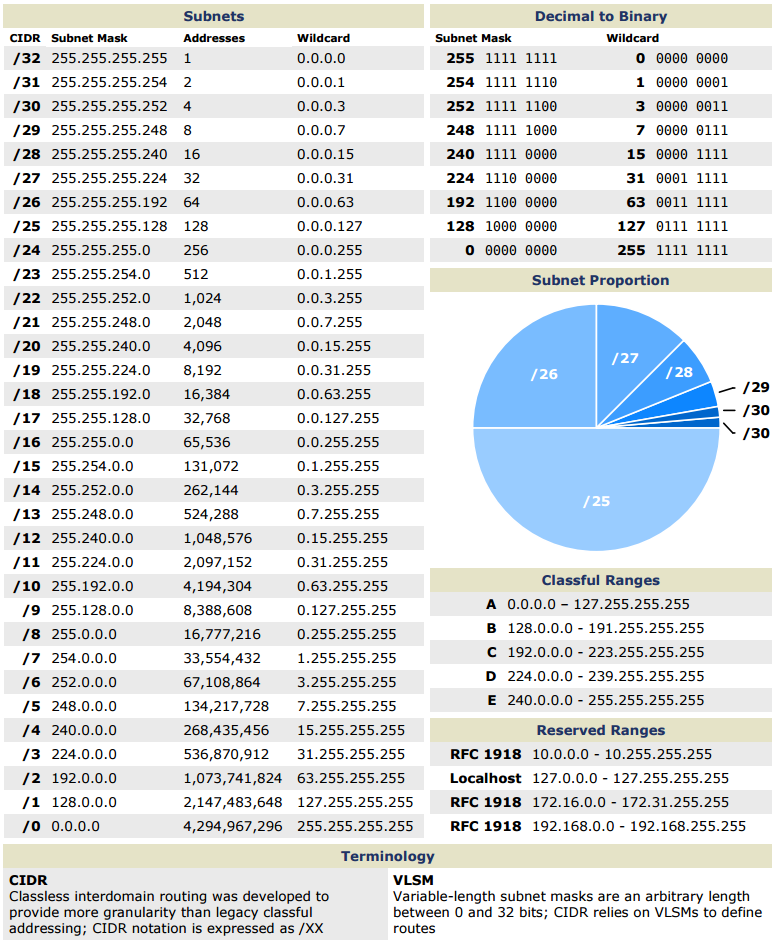 Subnets
CIDR Subnet Mask Addresses Wildcard
/32 255.255.255.255 1 0.0.0.0
/31 255.255.255.254 2 0.0.0.1
/30 255.255.255.252 4 0.0.0.3
/29 255.255.255.248 8 0.0.0.7
/28 255.255.255.240 16 0.0.0.15
/27 255.255.255.224 32 0.0.0.31
/26 255.255.255.192 64 0.0.0.63
/25 255.255.255.128 128 0.0.0.127
/24 255.255.255.0 256 0.0.0.255
/23 255.255.254.0 512 0.0.1.255
/22 255.255.252.0 1,024 0.0.3.255
/21 255.255.248.0 2,048 0.0.7.255
/20 255.255.240.0 4,096 0.0.15.255
/19 255.255.224.0 8,192 0.0.31.255
/18 255.255.192.0 16,384 0.0.63.255
/17 255.255.128.0 32,768 0.0.127.255
/16 255.255.0.0 65,536 0.0.255.255
/15 255.254.0.0 131,072 0.1.255.255
/14 255.252.0.0 262,144 0.3.255.255
/13 255.248.0.0 524,288 0.7.255.255
/12 255.240.0.0 1,048,576 0.15.255.255
/11 255.224.0.0 2,097,152 0.31.255.255
/10 255.192.0.0 4,194,304 0.63.255.255
/9 255.128.0.0 8,388,608 0.127.255.255
/8 255.0.0.0 16,777,216 0.255.255.255
/7 254.0.0.0 33,554,432 1.255.255.255
/6 252.0.0.0 67,108,864 3.255.255.255
/5 248.0.0.0 134,217,728 7.255.255.255
/4 240.0.0.0 268,435,456 15.255.255.255
/3 224.0.0.0 536,870,912 31.255.255.255
/2 192.0.0.0 1,073,741,824 63.255.255.255
/1 128.0.0.0 2,147,483,648 127.255.255.255
/0 0.0.0.0 4,294,967,296 255.255.255.255
Decimal to Binary
Subnet Mask Wildcard
255 1111 1111 0 0000 0000
254 1111 1110 1 0000 0001
252 1111 1100 3 0000 0011
248 1111 1000 7 0000 0111
240 1111 0000 15 0000 1111
224 1110 0000 31 0001 1111
192 1100 0000 63 0011 1111
128 1000 0000 127 0111 1111
0 0000 0000 255 1111 1111
Subnet Proportion
/26
/27
/28
/29
/30
/30
/25
Classful Ranges
A 0.0.0.0 – 127.255.255.255
B 128.0.0.0 - 191.255.255.255
C 192.0.0.0 - 223.255.255.255
D 224.0.0.0 - 239.255.255.255
E 240.0.0.0 - 255.255.255.255
Reserved Ranges
RFC 1918 10.0.0.0 - 10.255.255.255
Localhost 127.0.0.0 - 127.255.255.255
RFC 1918 172.16.0.0 - 172.31.255.255
RFC 1918 192.168.0.0 - 192.168.255.255
Terminology
CIDR
Classless interdomain routing was developed to
provide more granularity than legacy classful
addressing; CIDR notation is expressed as /XX
VLSM
Variable-length subnet masks are an arbitrary length
between 0 and 32 bits; CIDR relies on VLSMs to define
routes